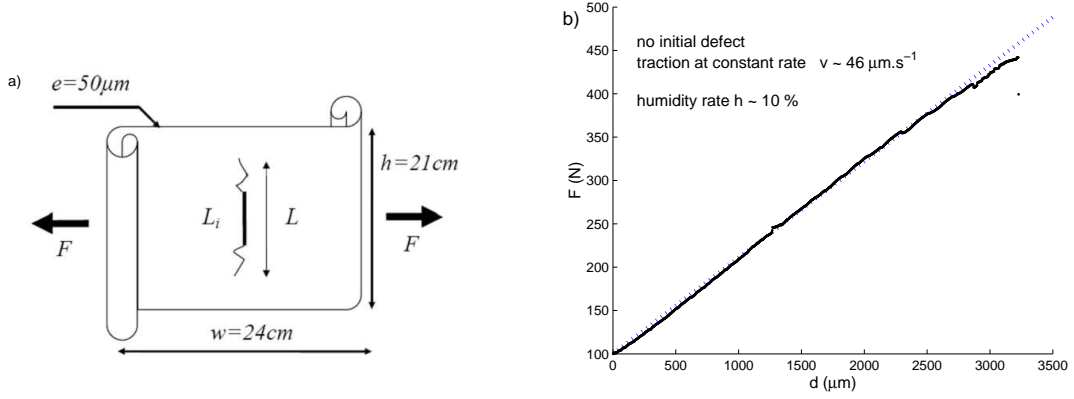 a)
e=50μm
h=21cm
L_i
L
F
F
w=24cm
b)
no initial defect
traction at constant rate v ~ 46 μm.s⁻¹
humidity rate h ~ 10 %
F (N)
500
450
400
350
300
250
200
150
100
0 500 1000 1500 2000 2500 3000 3500
d (μm)